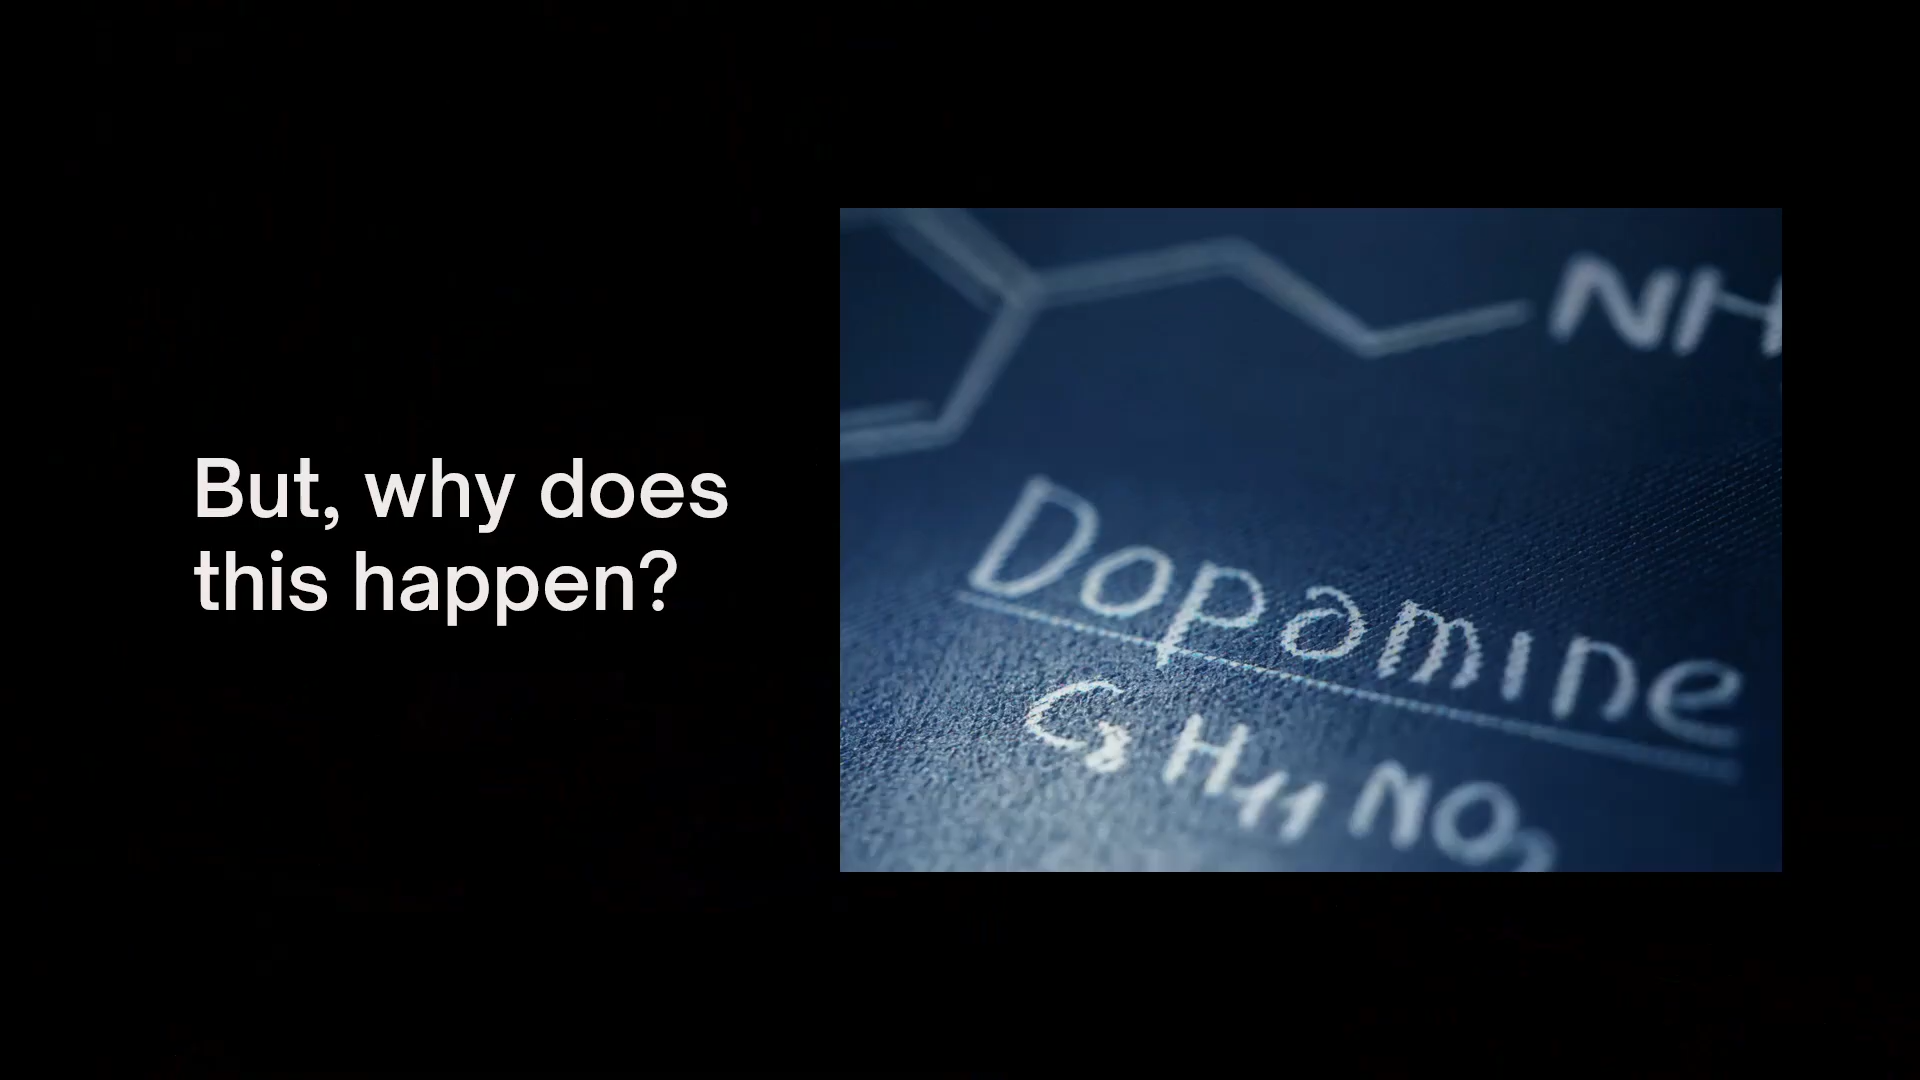 But, why does
this happen?
NH
Dopamine
C8H11NO2